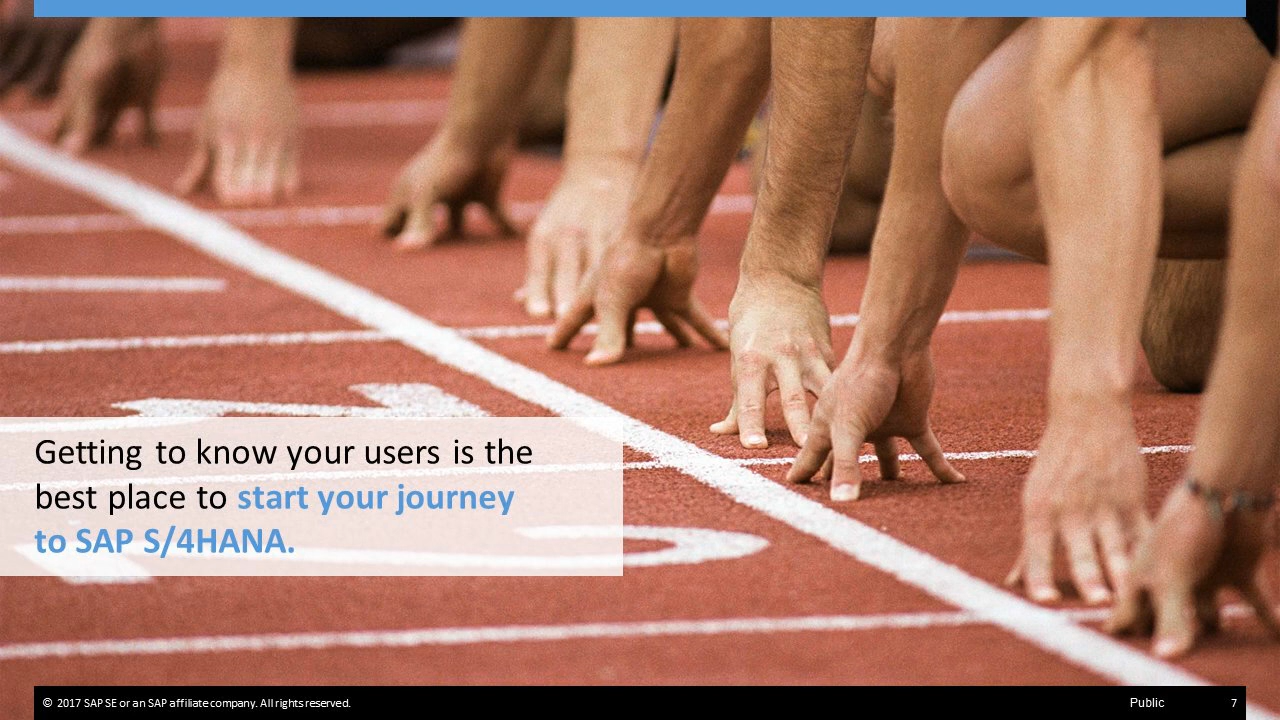 Getting to know your users is the
best place to start your journey
to SAP S/4HANA.
© 2017 SAP SE or an SAP affiliate company. All rights reserved.
Public
7